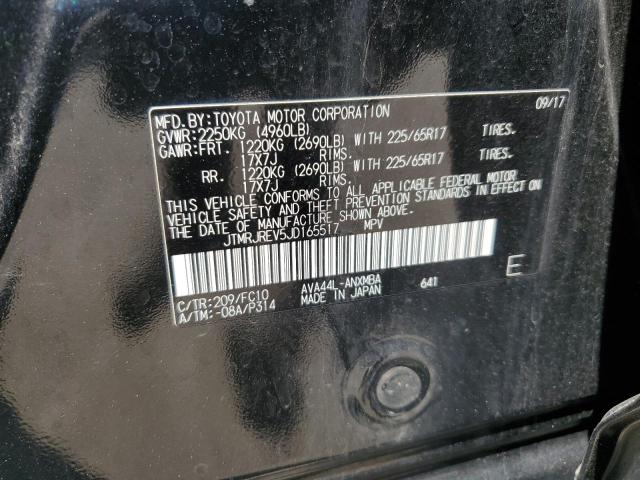 MFD.BY:TOYOTA MOTOR CORPORATION 09/17
GVWR:2250KG (4960LB)
GAWR:FRT. 1220KG (2690LB) WITH 225/65R17 TIRES.
17X7J RIMS.
RR. 1220KG (2690LB) WITH 225/65R17 TIRES.
17X7J RIMS.
THIS VEHICLE CONFORMS TO ALL APPLICABLE FEDERAL MOTOR
VEHICLE SAFETY AND THEFT PREVENTION STANDARDS IN EFFECT ON
THE DATE OF MANUFACTURE SHOWN ABOVE.
JTMRJREV5JD165517 MPV
E
C/TR:209/FC10 AVA44L-ANXMBA 641
A/TM:-08A/P314 MADE IN JAPAN